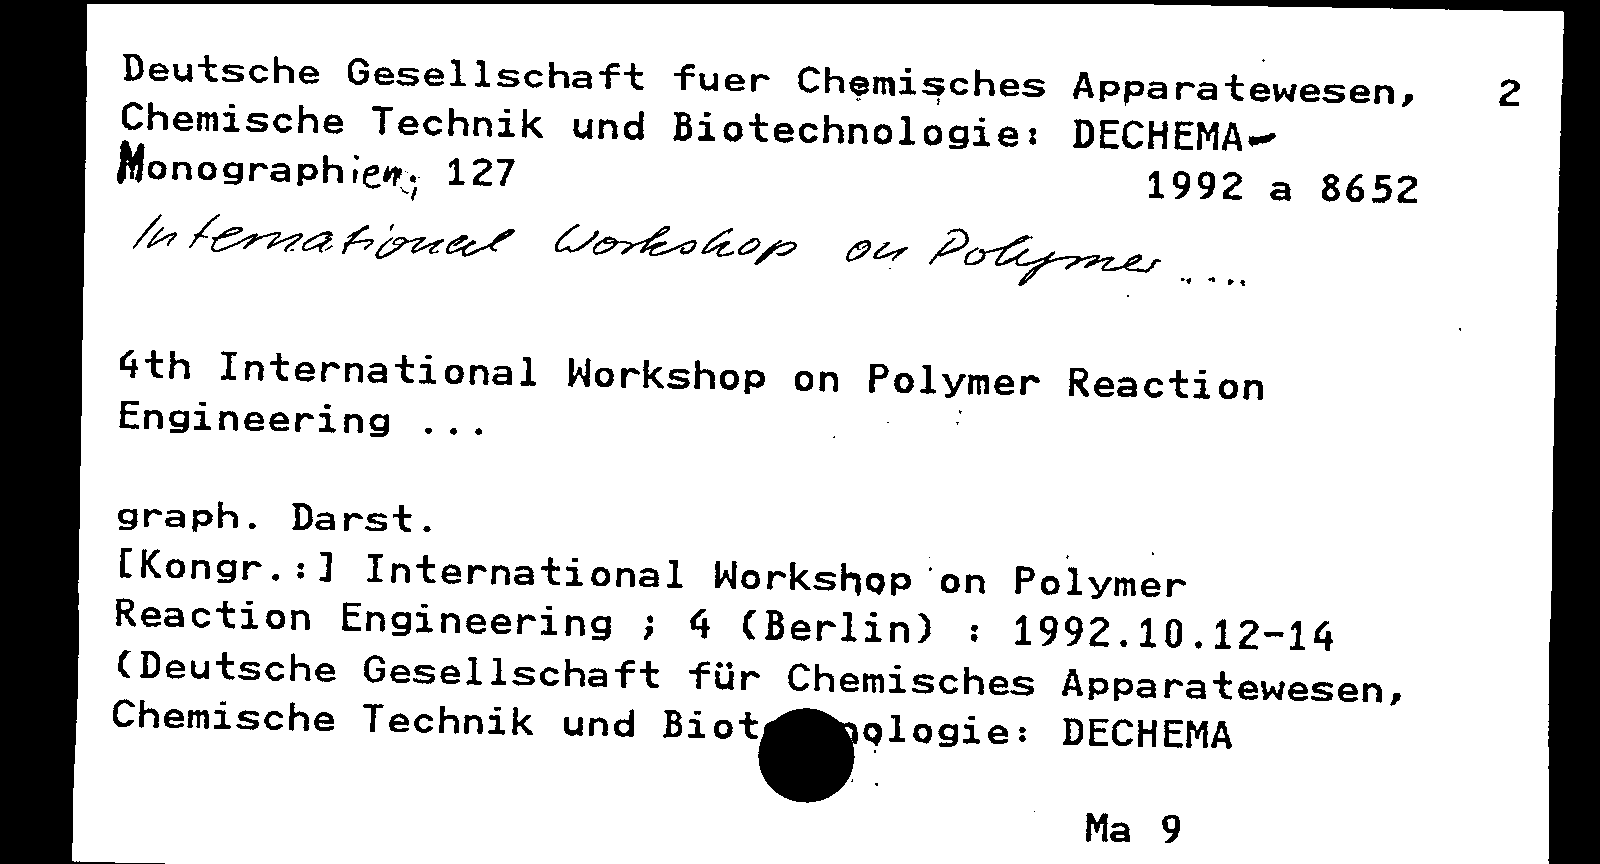 Deutsche Gesellschaft fuer Chemisches Apparatewesen, 2
Chemische Technik und Biotechnologie: DECHEMA-
Monographien; 127 1992 a 8652
International Workshop on Polymer ....
4th International Workshop on Polymer Reaction
Engineering ...
graph. Darst.
[Kongr.:] International Workshop on Polymer
Reaction Engineering ; 4 (Berlin) : 1992.10.12-14
(Deutsche Gesellschaft für Chemisches Apparatewesen,
Chemische Technik und Biotechnologie: DECHEMA
Ma 9